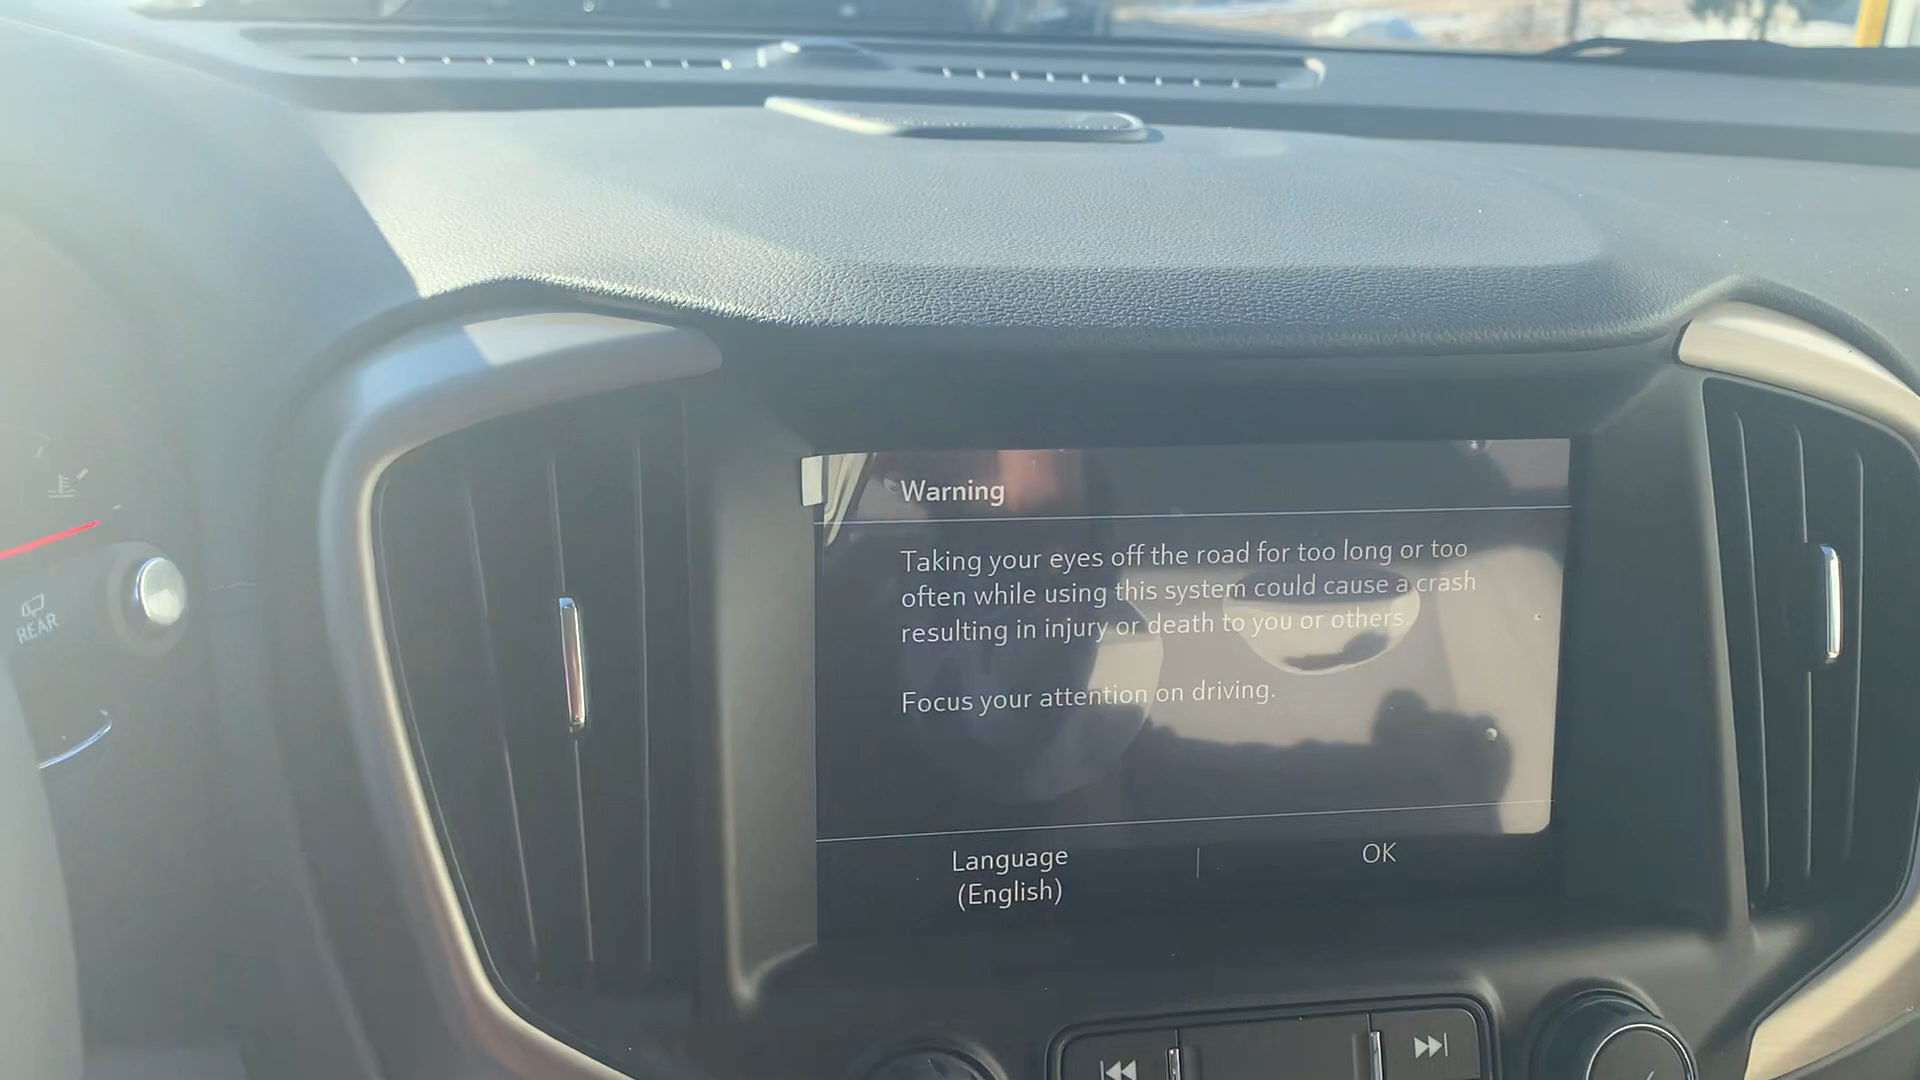 Warning
Taking your eyes off the road for too long or too
often while using this system could cause a crash
resulting in injury or death to you or others.
Focus your attention on driving.
Language
(English)
OK
REAR